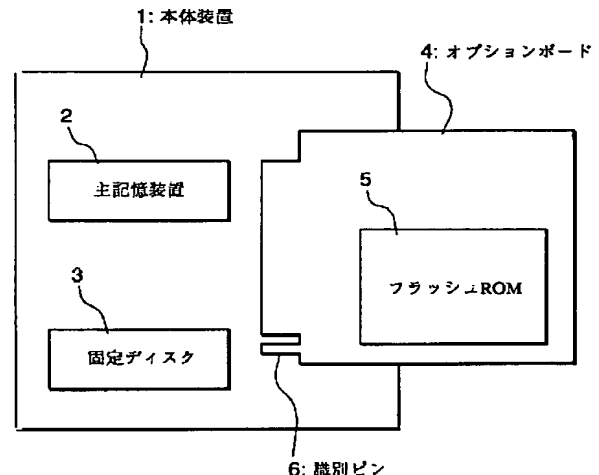 1: 本体装置
4: オプションボード
2
主記憶装置
5
フラッシュROM
3
固定ディスク
6: 識別ピン